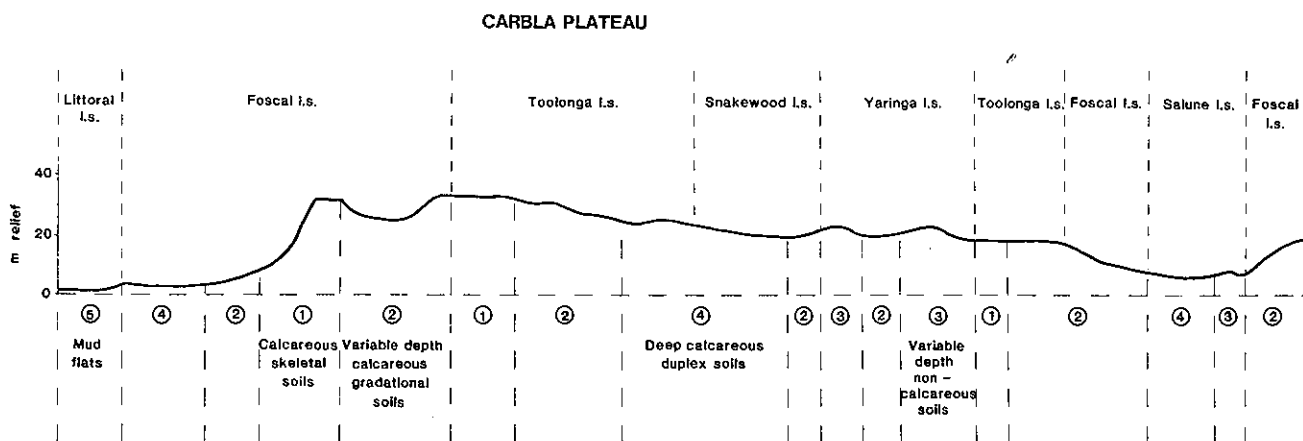 CARBLA PLATEAU
Littoral l.s.
Foscal l.s.
Toolonga l.s.
Snakewood l.s.
Yaringa l.s.
Toolonga l.s.
Foscal l.s.
Salune l.s.
Foscal l.s.
m relief
40
20
0
⑤ ④ ② ① ② ① ② ④ ② ③ ② ③ ① ② ④ ③ ②
Mud
flats
Calcareous
skeletal
soils
Variable depth
calcareous
gradational
soils
Deep calcareous
duplex soils
Variable
depth
non –
calcareous
soils